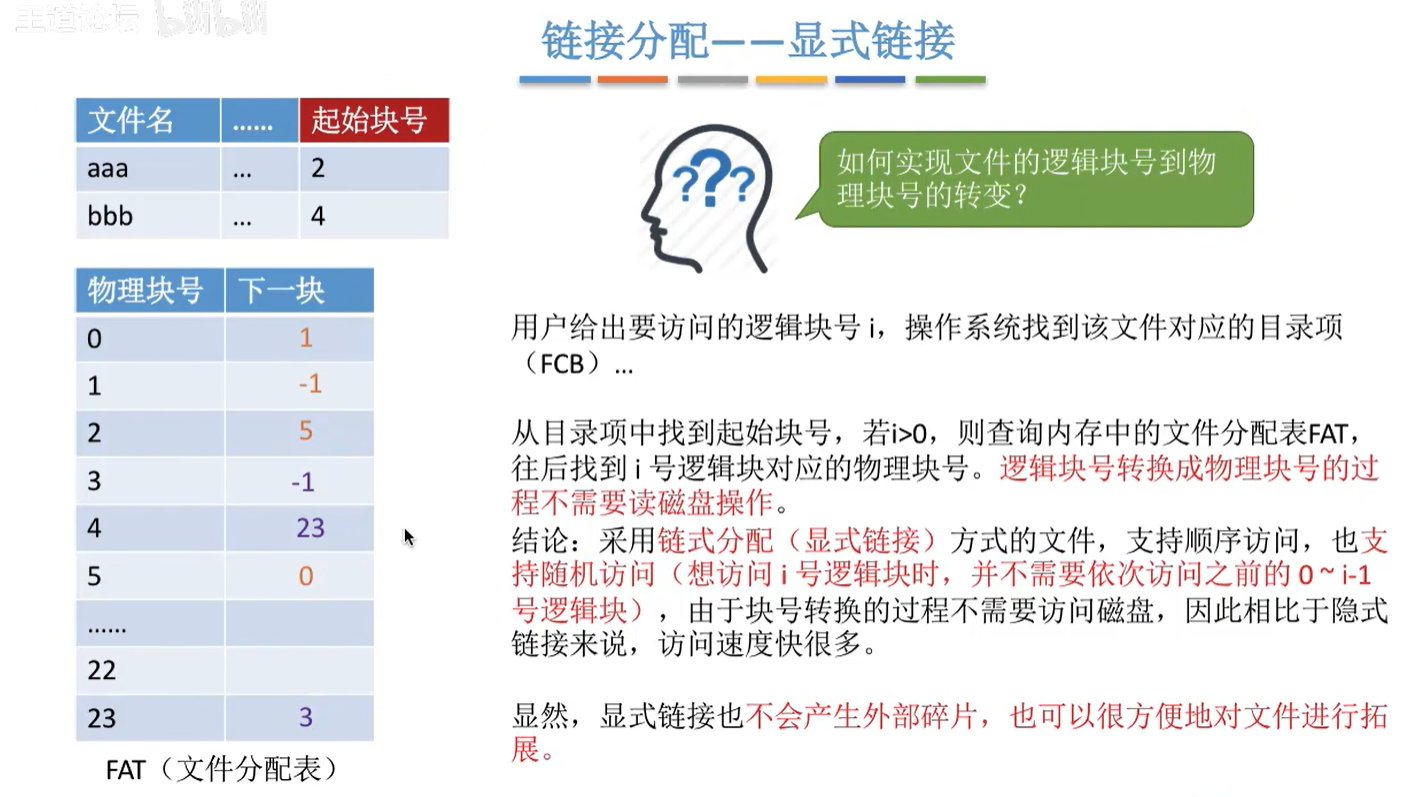 王道论坛 bilibili
链接分配——显式链接
文件名 …… 起始块号
aaa … 2
bbb … 4
???
如何实现文件的逻辑块号到物
理块号的转变?
物理块号 下一块
0 1
1 -1
2 5
3 -1
4 23
5 0
……
22
23 3
FAT（文件分配表）
用户给出要访问的逻辑块号 i，操作系统找到该文件对应的目录项
（FCB）…
从目录项中找到起始块号，若i>0，则查询内存中的文件分配表FAT，
往后找到 i 号逻辑块对应的物理块号。逻辑块号转换成物理块号的过
程不需要读磁盘操作。
结论：采用链式分配（显式链接）方式的文件，支持顺序访问，也支
持随机访问（想访问 i 号逻辑块时，并不需要依次访问之前的 0 ~ i-1
号逻辑块），由于块号转换的过程不需要访问磁盘，因此相比于隐式
链接来说，访问速度快很多。
显然，显式链接也不会产生外部碎片，也可以很方便地对文件进行拓
展。